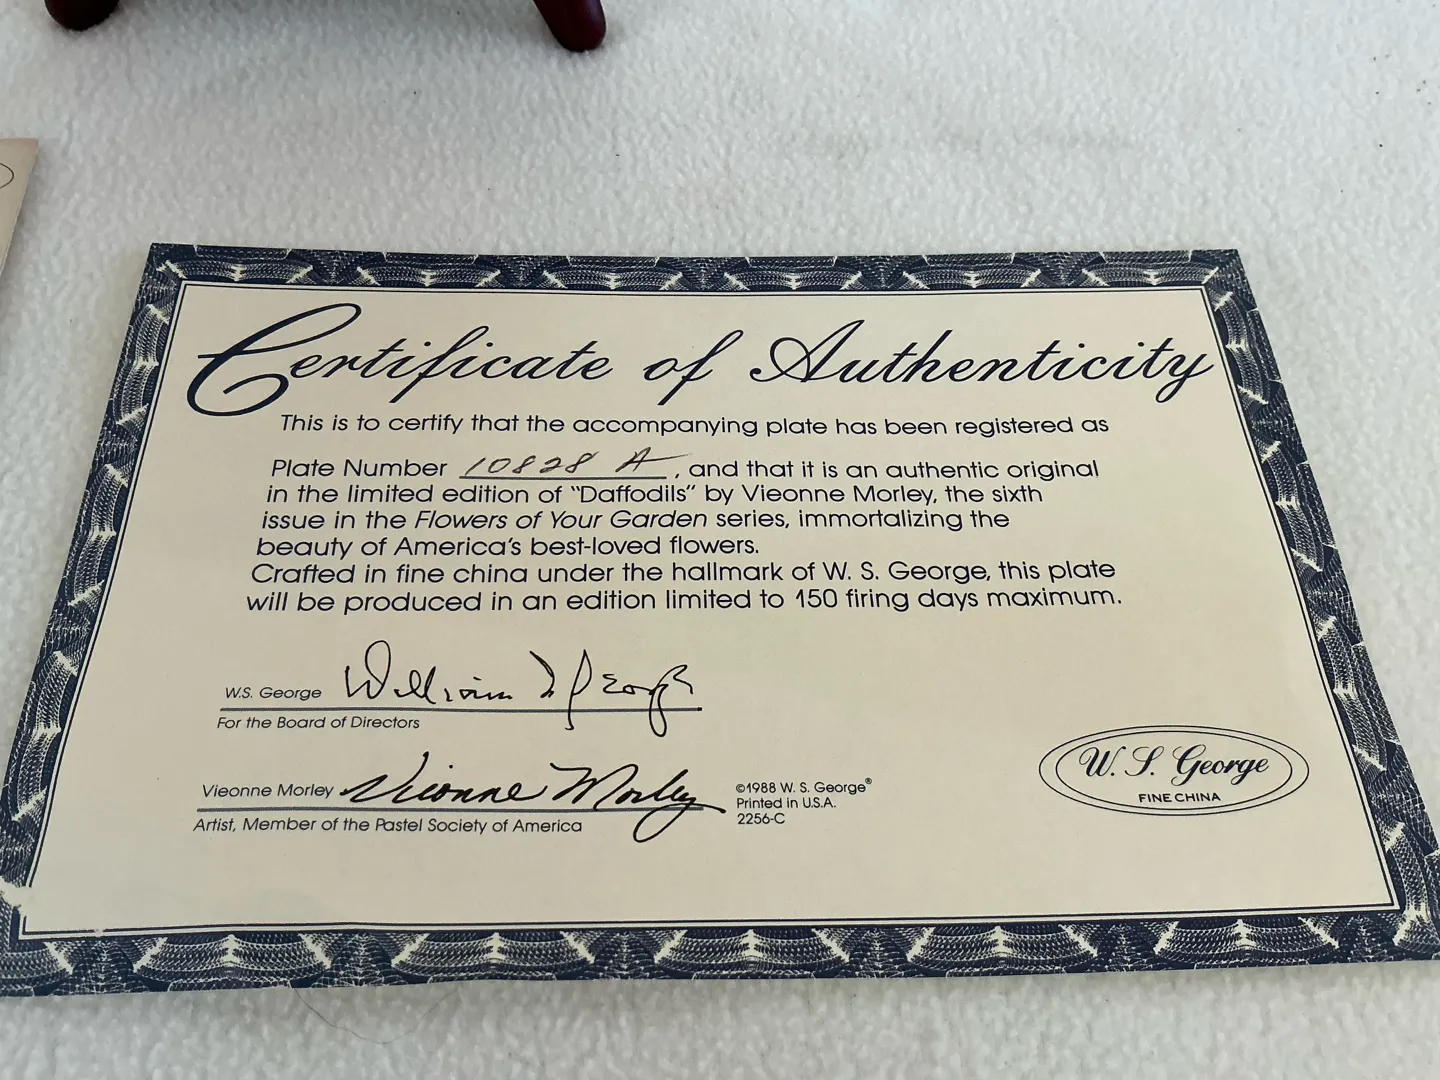 Certificate of Authenticity
This is to certify that the accompanying plate has been registered as
Plate Number 10828 A, and that it is an authentic original
in the limited edition of "Daffodils" by Vieonne Morley, the sixth
issue in the Flowers of Your Garden series, immortalizing the
beauty of America's best-loved flowers.
Crafted in fine china under the hallmark of W. S. George, this plate
will be produced in an edition limited to 150 firing days maximum.
W.S. George William S George
For the Board of Directors
Vieonne Morley Vieonne Morley
Artist, Member of the Pastel Society of America
©1988 W. S. George®
Printed in U.S.A.
2256-C
W. S. George
FINE CHINA